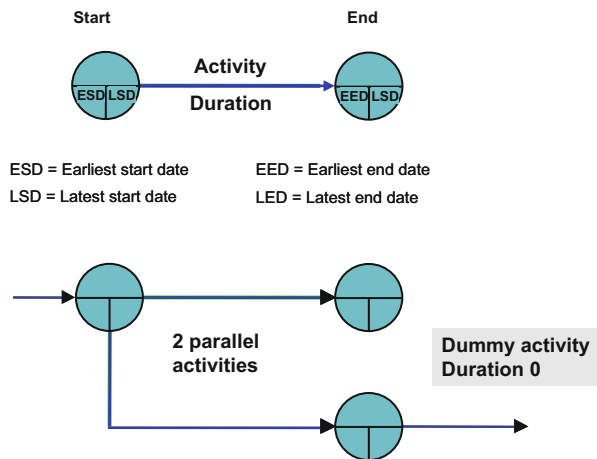 Start
End
Activity
Duration
ESD LSD
EED LSD
ESD = Earliest start date
EED = Earliest end date
LSD = Latest start date
LED = Latest end date
2 parallel
activities
Dummy activity
Duration 0